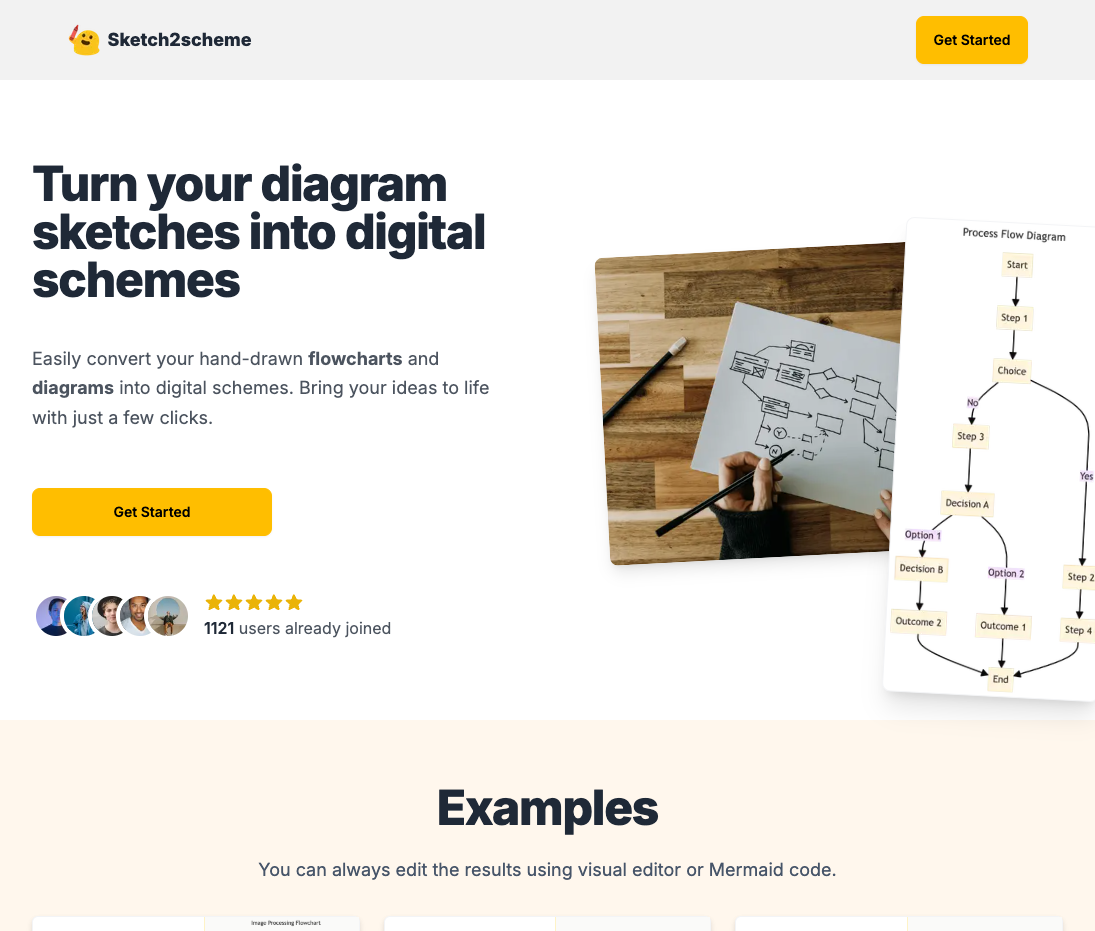 Sketch2scheme
Get Started
Turn your diagram
sketches into digital
schemes
Easily convert your hand-drawn flowcharts and
diagrams into digital schemes. Bring your ideas to life
with just a few clicks.
Get Started
1121 users already joined
Process Flow Diagram
Start
Step 1
Choice
No
Step 3
Yes
Decision A
Option 1
Option 2
Decision B
Step 2
Outcome 2
Outcome 1
Step 4
End
Y
N
Examples
You can always edit the results using visual editor or Mermaid code.
Image Processing Flowchart